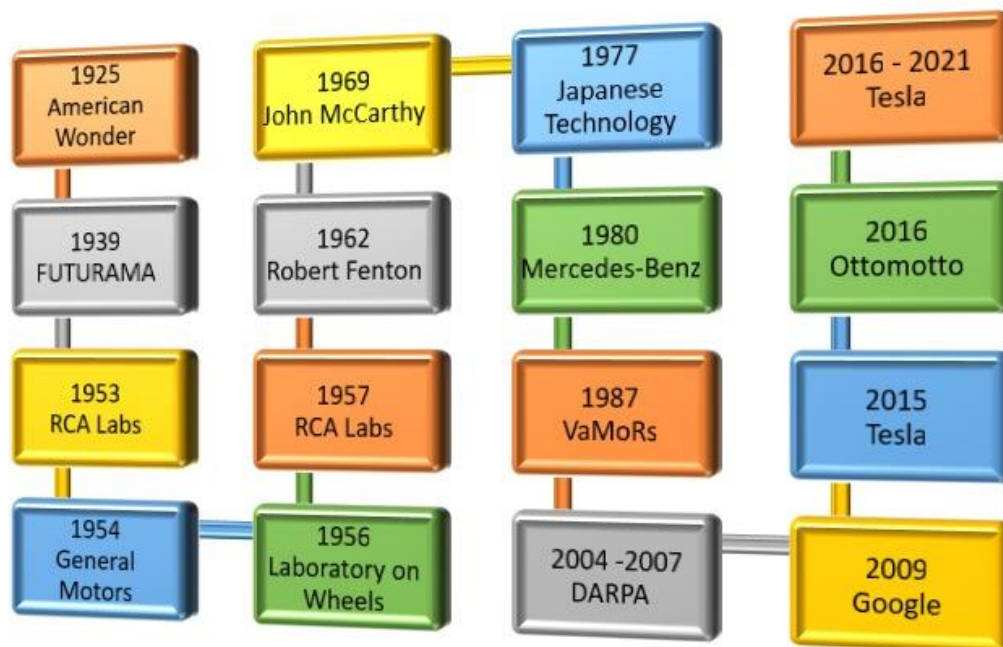 1925
American
Wonder
1939
FUTURAMA
1953
RCA Labs
1954
General
Motors
1956
Laboratory on
Wheels
1957
RCA Labs
1962
Robert Fenton
1969
John McCarthy
1977
Japanese
Technology
1980
Mercedes-Benz
1987
VaMoRs
2004 -2007
DARPA
2009
Google
2015
Tesla
2016
Ottomotto
2016 - 2021
Tesla